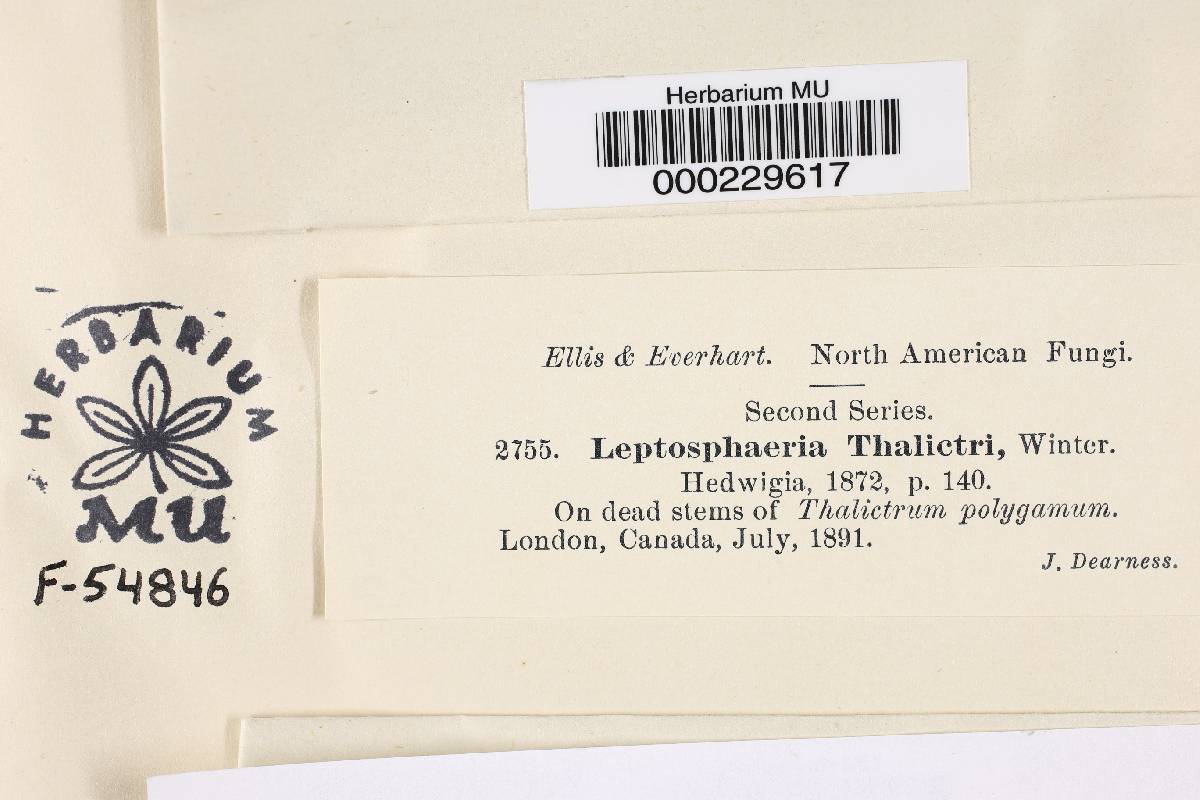 Herbarium MU
000229617
HERBARIUM
MU
F-54846
Ellis & Everhart. North American Fungi.
Second Series.
2755. Leptosphaeria Thalictri, Winter.
Hedwigia, 1872, p. 140.
On dead stems of Thalictrum polygamum.
London, Canada, July, 1891.
J. Dearness.